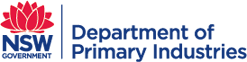 NSW
GOVERNMENT
Department of
Primary Industries